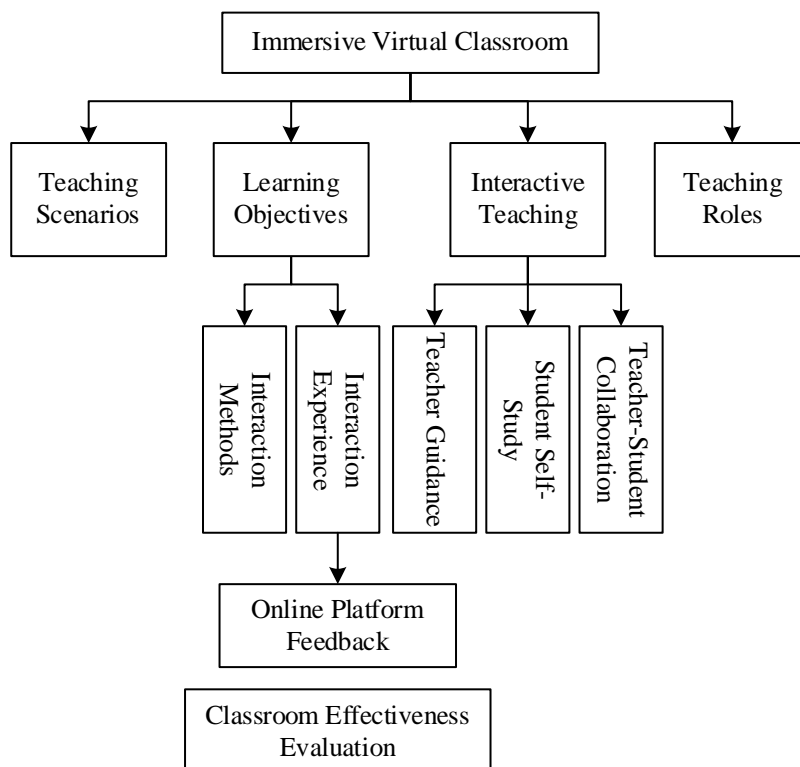 Immersive Virtual Classroom
Teaching
Scenarios
Learning
Objectives
Interactive
Teaching
Teaching
Roles
Interaction
Methods
Interaction
Experience
Teacher Guidance
Student Self-
Study
Teacher-Student
Collaboration
Online Platform
Feedback
Classroom Effectiveness
Evaluation